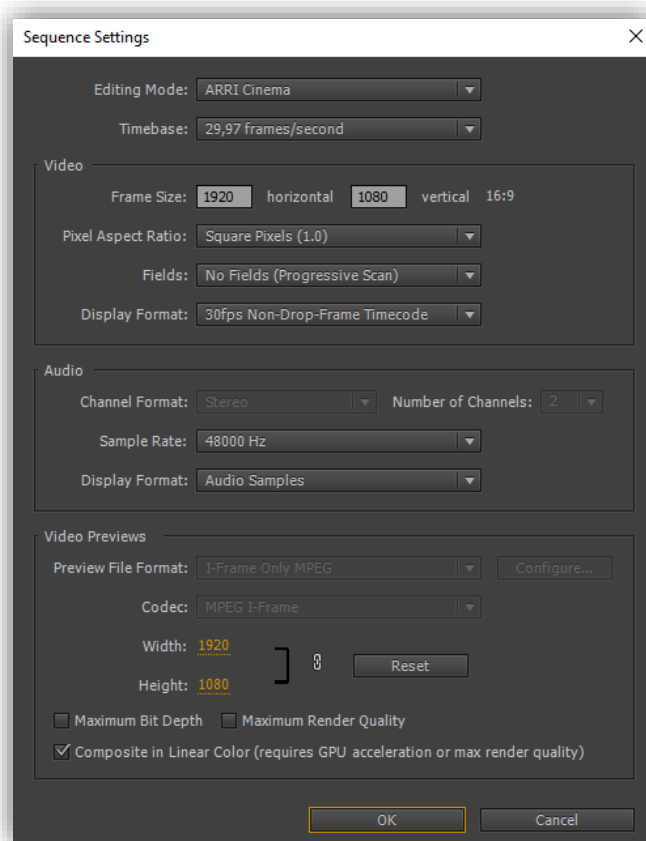 Sequence Settings
Editing Mode: ARRI Cinema
Timebase: 29,97 frames/second
Video
Frame Size: 1920 horizontal 1080 vertical 16:9
Pixel Aspect Ratio: Square Pixels (1.0)
Fields: No Fields (Progressive Scan)
Display Format: 30fps Non-Drop-Frame Timecode
Audio
Channel Format: Stereo Number of Channels: 2
Sample Rate: 48000 Hz
Display Format: Audio Samples
Video Previews
Preview File Format: I-Frame Only MPEG Configure...
Codec: MPEG I-Frame
Width: 1920
Reset
Height: 1080
Maximum Bit Depth Maximum Render Quality
Composite in Linear Color (requires GPU acceleration or max render quality)
OK Cancel